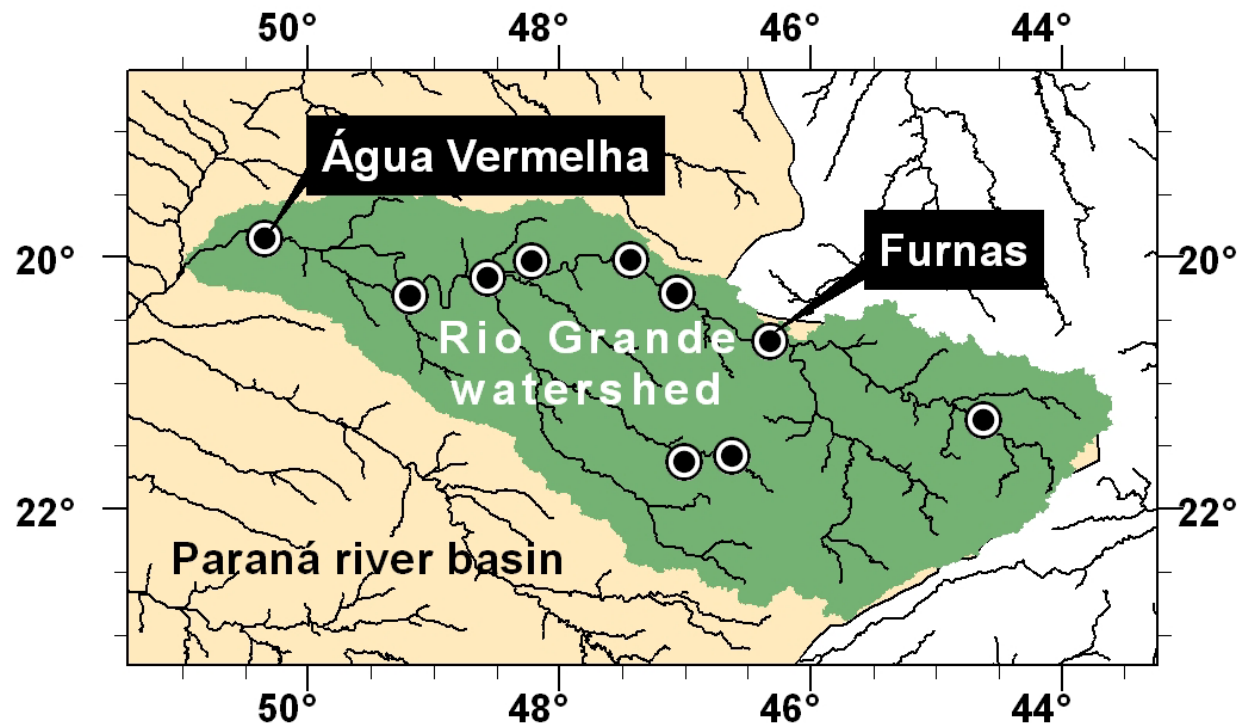 50° 48° 46° 44°
Água Vermelha
20° Furnas 20°
Rio Grande
watershed
22° 22°
Paraná river basin
50° 48° 46° 44°